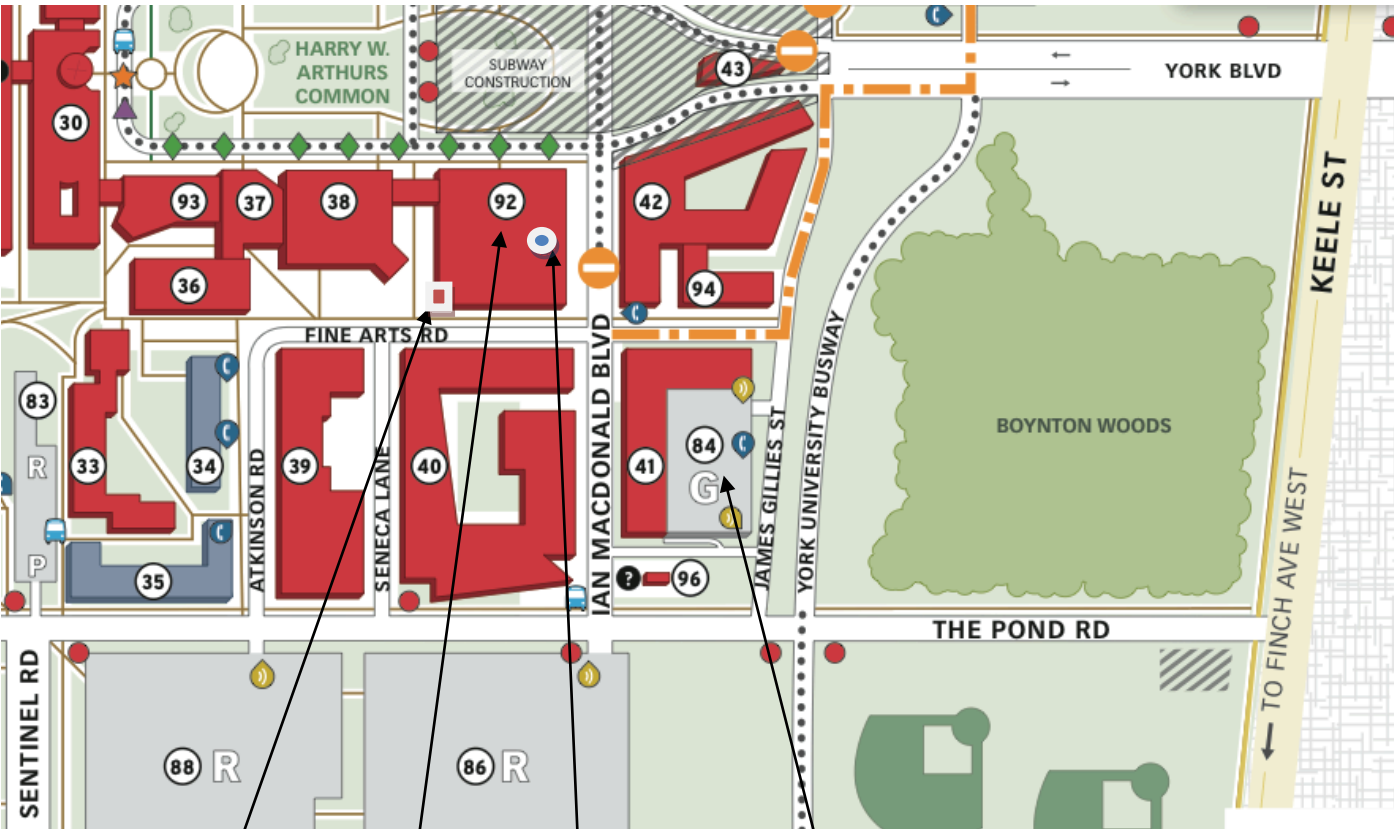 HARRY W.
ARTHURS
COMMON
SUBWAY
CONSTRUCTION
43
YORK BLVD
30
93
37
38
92
42
KEELE ST
36
94
FINE ARTS RD
83
R
P
33
34
35
ATKINSON RD
39
SENECA LANE
40
IAN MACDONALD BLVD
41
84
G
JAMES GILLIES ST
YORK UNIVERSITY BUSWAY
BOYNTON WOODS
?
96
THE POND RD
← TO FINCH AVE WEST
SENTINEL RD
88 R
86 R